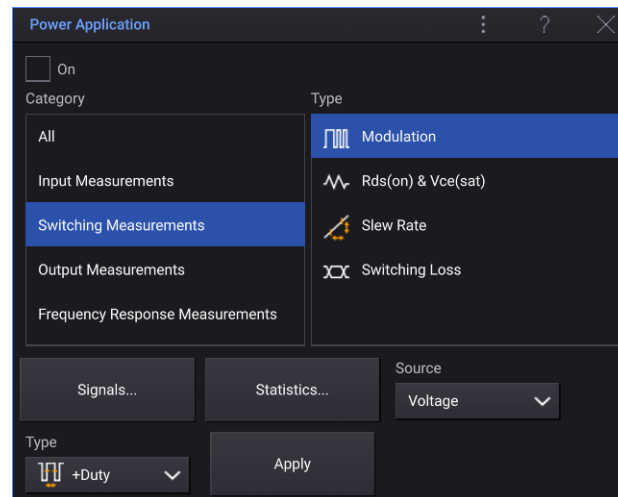 Power Application
?
On
Category
Type
All
Input Measurements
Switching Measurements
Output Measurements
Frequency Response Measurements
Modulation
Rds(on) & Vce(sat)
Slew Rate
Switching Loss
Signals...
Statistics...
Source
Voltage
Type
+Duty
Apply